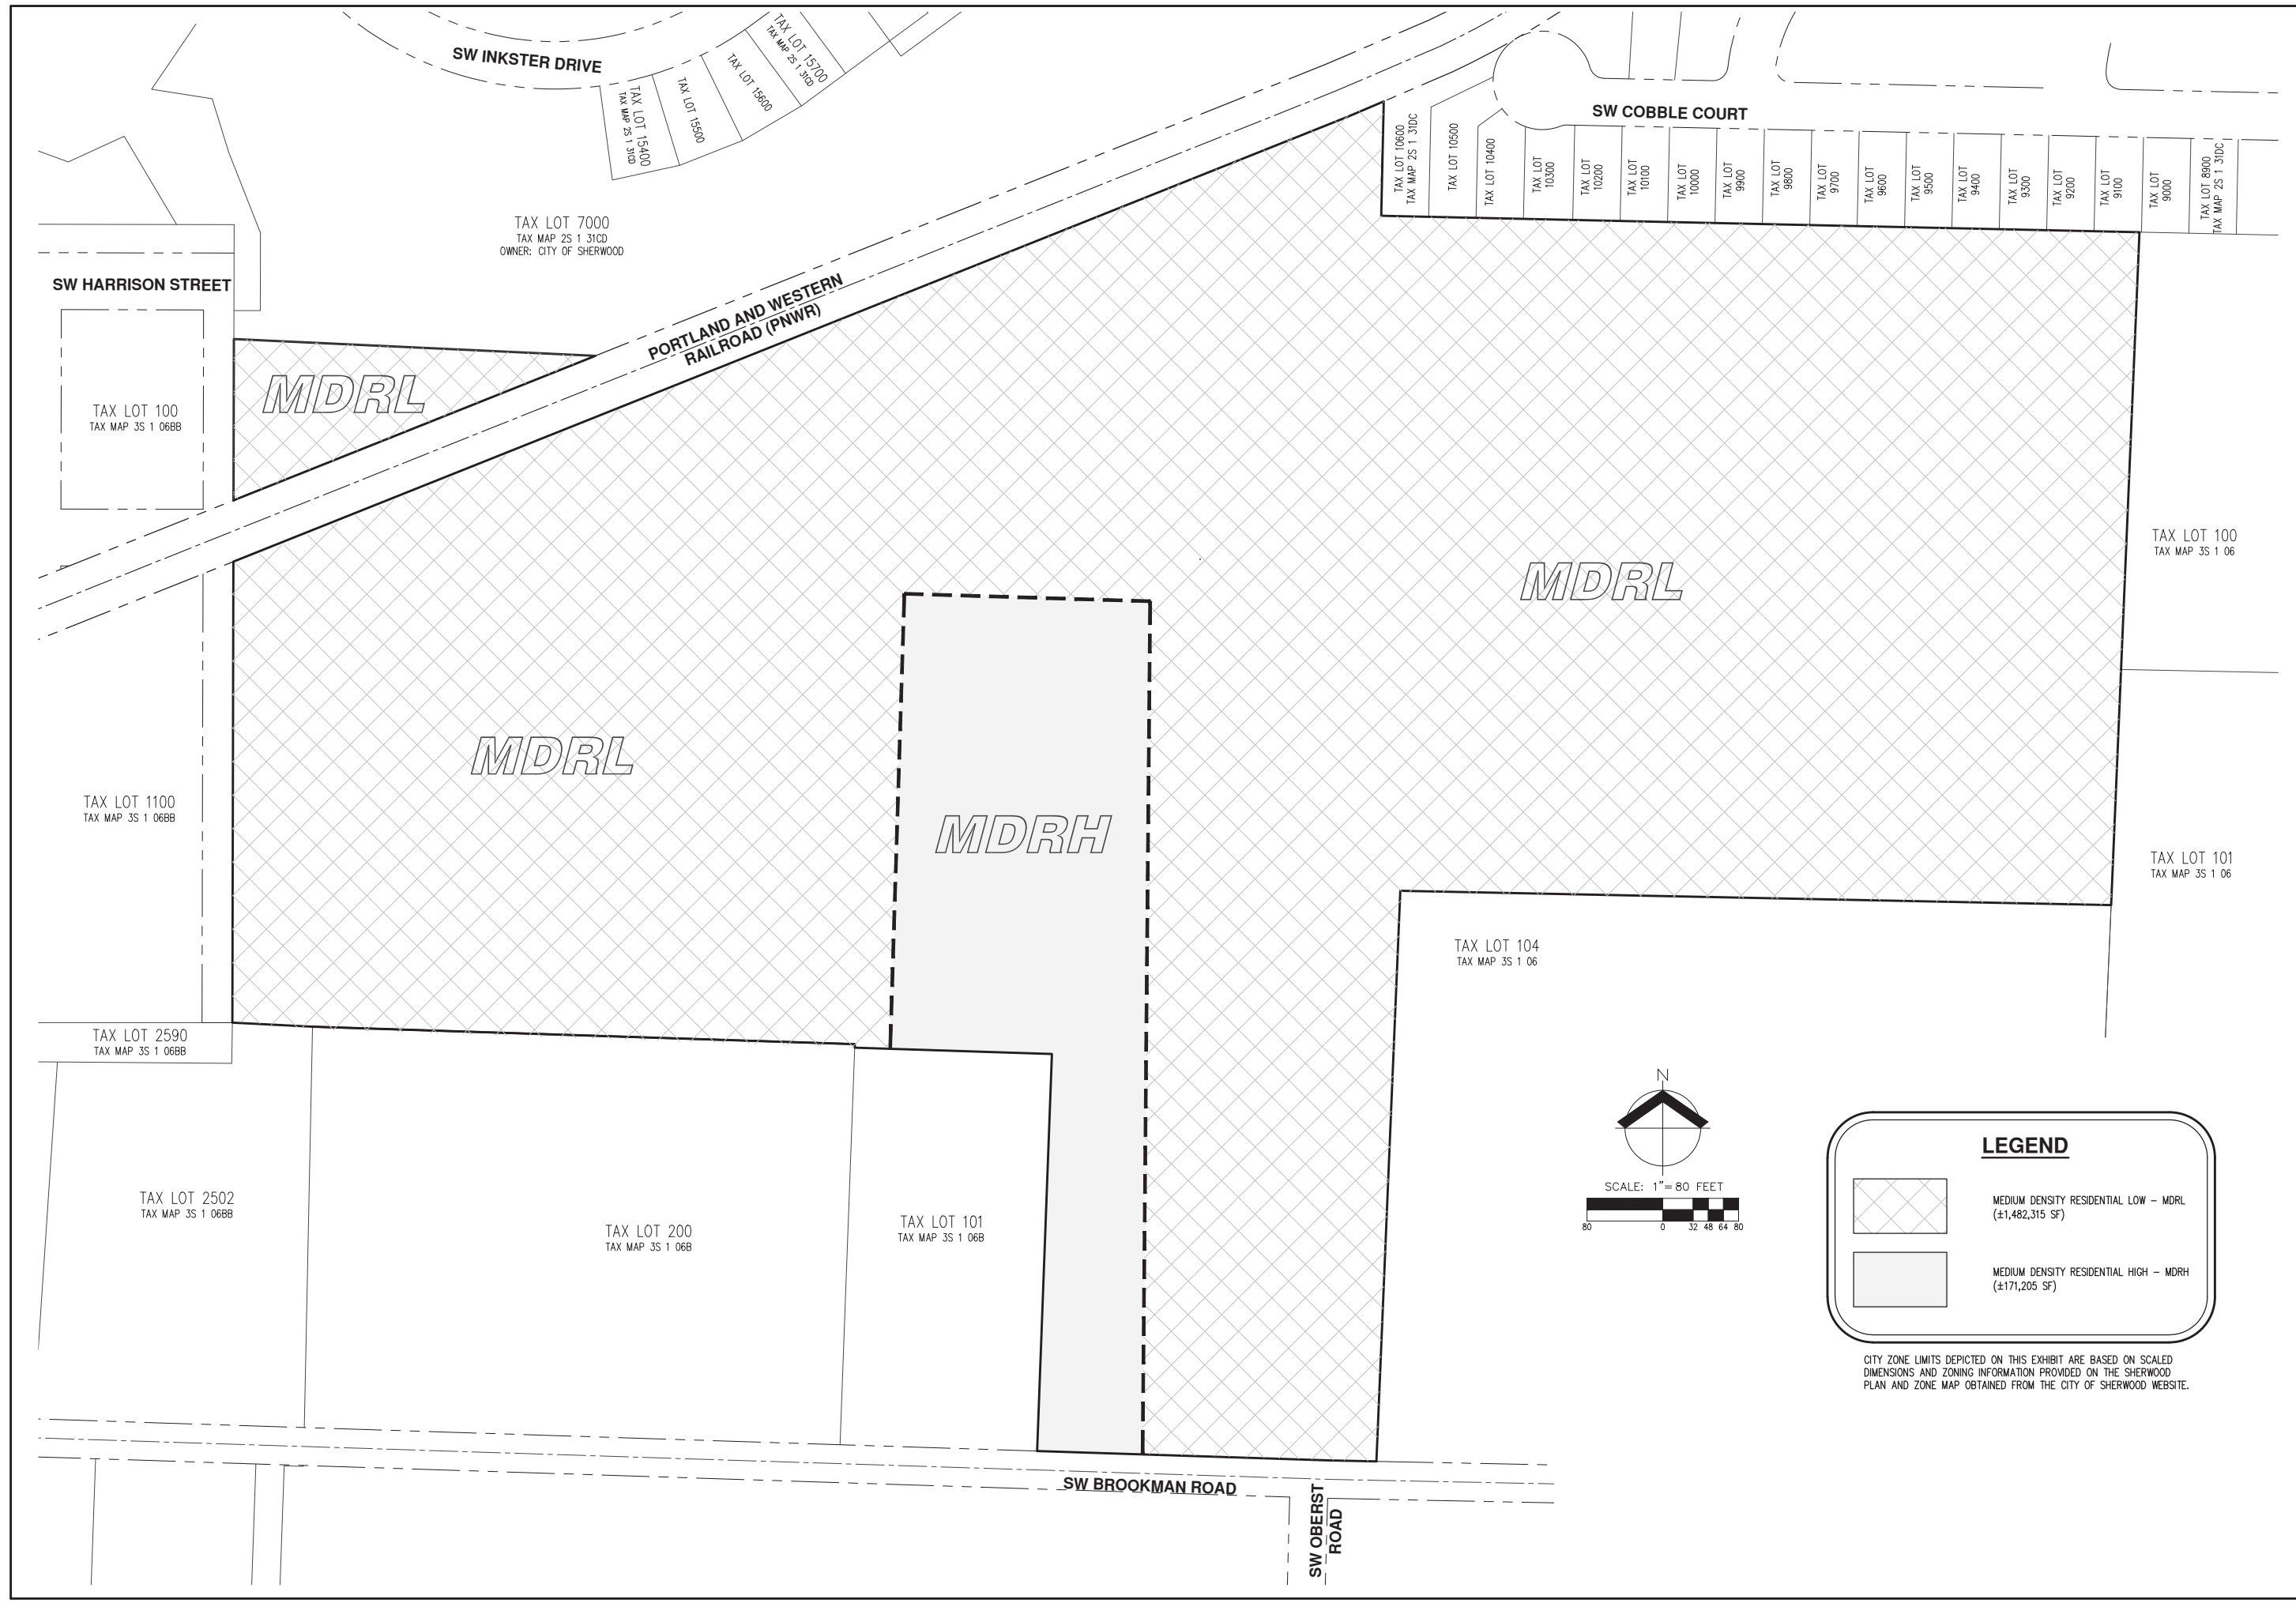 SW INKSTER DRIVE
TAX LOT 15400
TAX MAP 2S 1 31CD
TAX LOT 15500
TAX LOT 15600
TAX LOT 15700
TAX MAP 2S 1 31CD
SW COBBLE COURT
TAX LOT 10600
TAX MAP 2S 1 31DC
TAX LOT 10500
TAX LOT 10400
TAX LOT
10300
TAX LOT
10200
TAX LOT
10100
TAX LOT
10000
TAX LOT
9900
TAX LOT
9800
TAX LOT
9700
TAX LOT
9600
TAX LOT
9500
TAX LOT
9400
TAX LOT
9300
TAX LOT
9200
TAX LOT
9100
TAX LOT
9000
TAX LOT 8900
TAX MAP 2S 1 31DC
TAX LOT 7000
TAX MAP 2S 1 31CD
OWNER: CITY OF SHERWOOD
SW HARRISON STREET
PORTLAND AND WESTERN
RAILROAD (PNWR)
MDRL
TAX LOT 100
TAX MAP 3S 1 06BB
TAX LOT 100
TAX MAP 3S 1 06
MDRL
MDRL
MDRH
TAX LOT 1100
TAX MAP 3S 1 06BB
TAX LOT 101
TAX MAP 3S 1 06
TAX LOT 104
TAX MAP 3S 1 06
TAX LOT 2590
TAX MAP 3S 1 06BB
TAX LOT 2502
TAX MAP 3S 1 06BB
TAX LOT 200
TAX MAP 3S 1 06B
TAX LOT 101
TAX MAP 3S 1 06B
N
SCALE: 1"= 80 FEET
80 0 32 48 64 80
LEGEND
MEDIUM DENSITY RESIDENTIAL LOW – MDRL
(±1,482,315 SF)
MEDIUM DENSITY RESIDENTIAL HIGH – MDRH
(±171,205 SF)
CITY ZONE LIMITS DEPICTED ON THIS EXHIBIT ARE BASED ON SCALED
DIMENSIONS AND ZONING INFORMATION PROVIDED ON THE SHERWOOD
PLAN AND ZONE MAP OBTAINED FROM THE CITY OF SHERWOOD WEBSITE.
SW BROOKMAN ROAD
SW OBERST
ROAD